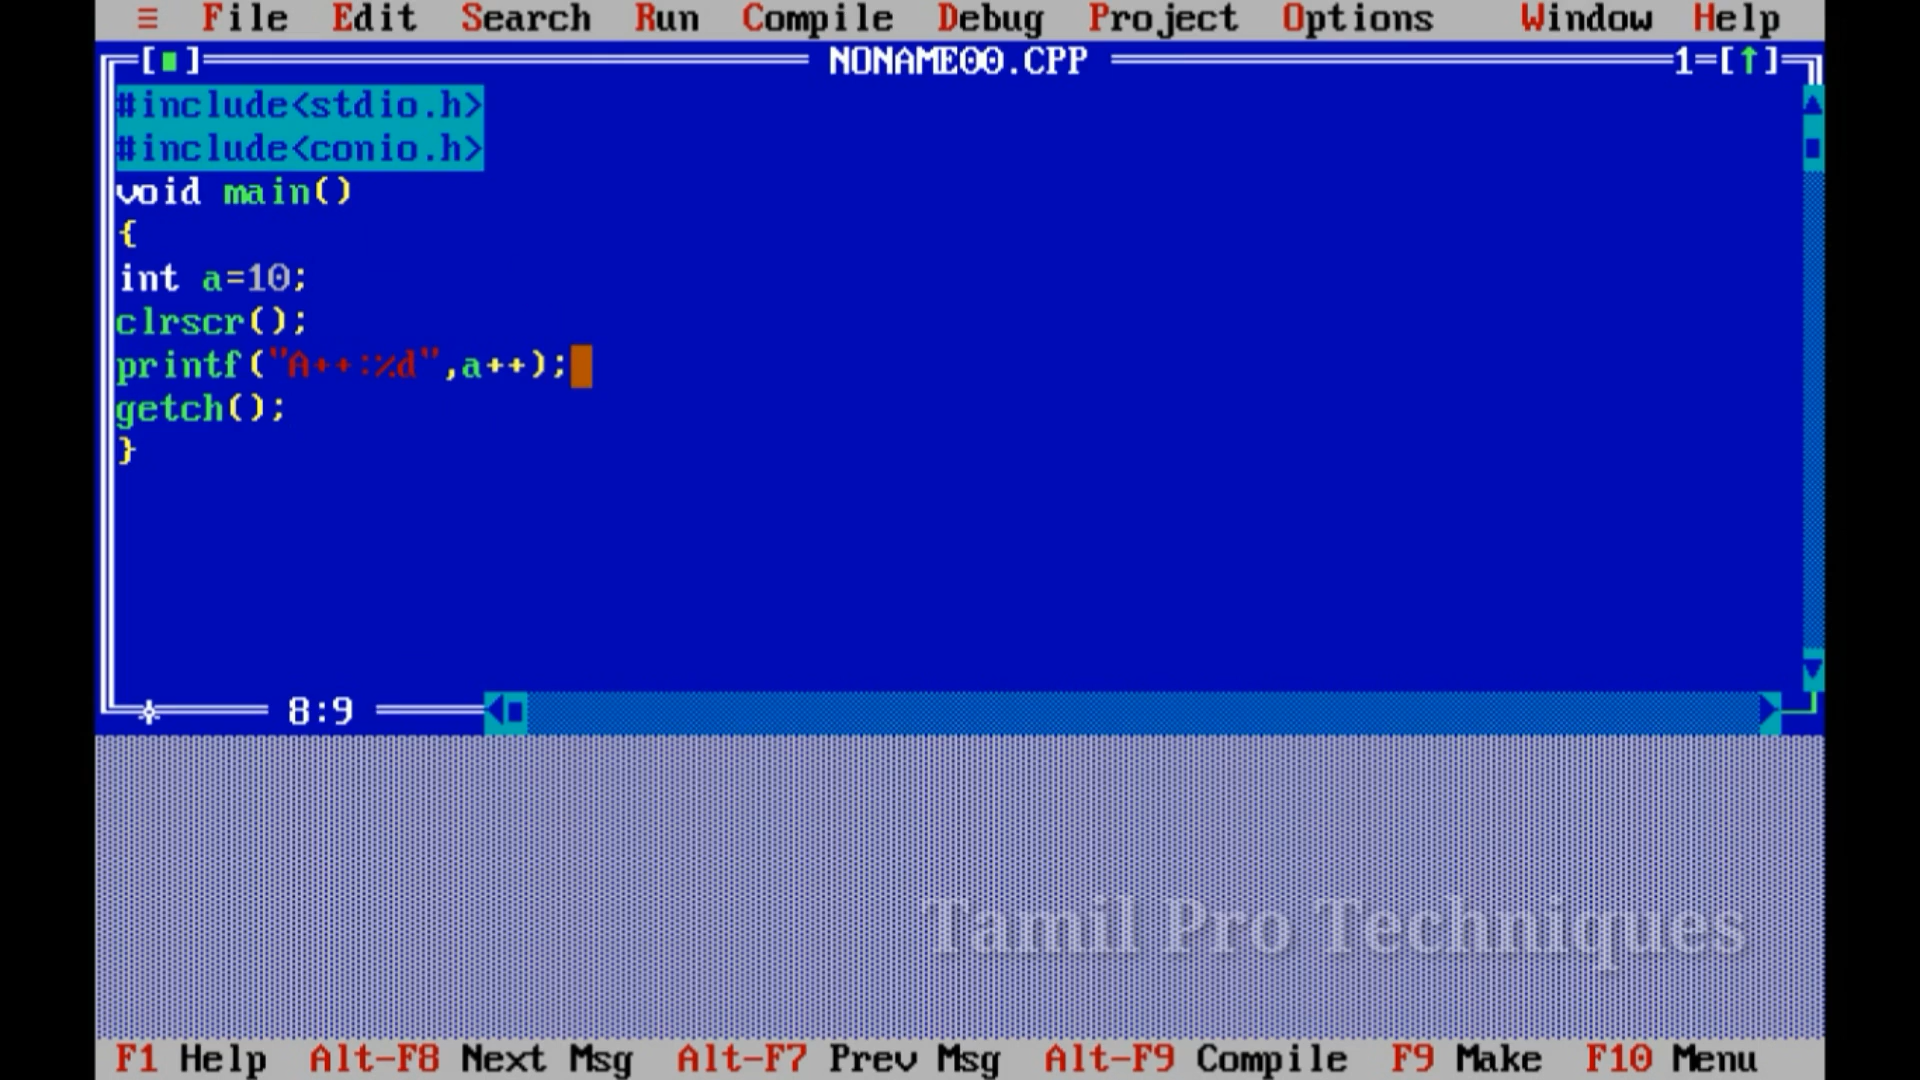 ≡ File Edit Search Run Compile Debug Project Options Window Help
[■] NONAME00.CPP 1=[↑]
#include<stdio.h>
#include<conio.h>
void main()
{
int a=10;
clrscr();
printf("A++:%d",a++);
getch();
}
8:9
Tamil Pro Techniques
F1 Help Alt-F8 Next Msg Alt-F7 Prev Msg Alt-F9 Compile F9 Make F10 Menu